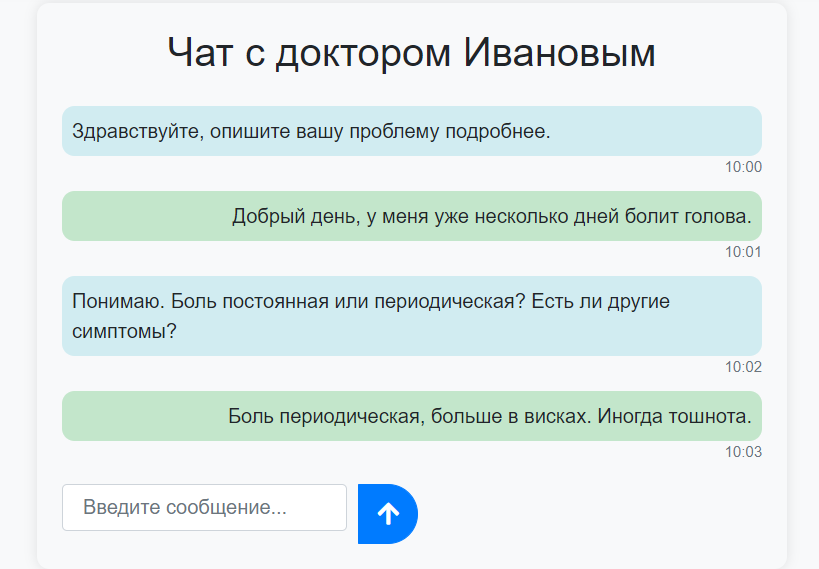 Чат с доктором Ивановым
Здравствуйте, опишите вашу проблему подробнее.
10:00
Добрый день, у меня уже несколько дней болит голова.
10:01
Понимаю. Боль постоянная или периодическая? Есть ли другие
симптомы?
10:02
Боль периодическая, больше в висках. Иногда тошнота.
10:03
Введите сообщение...